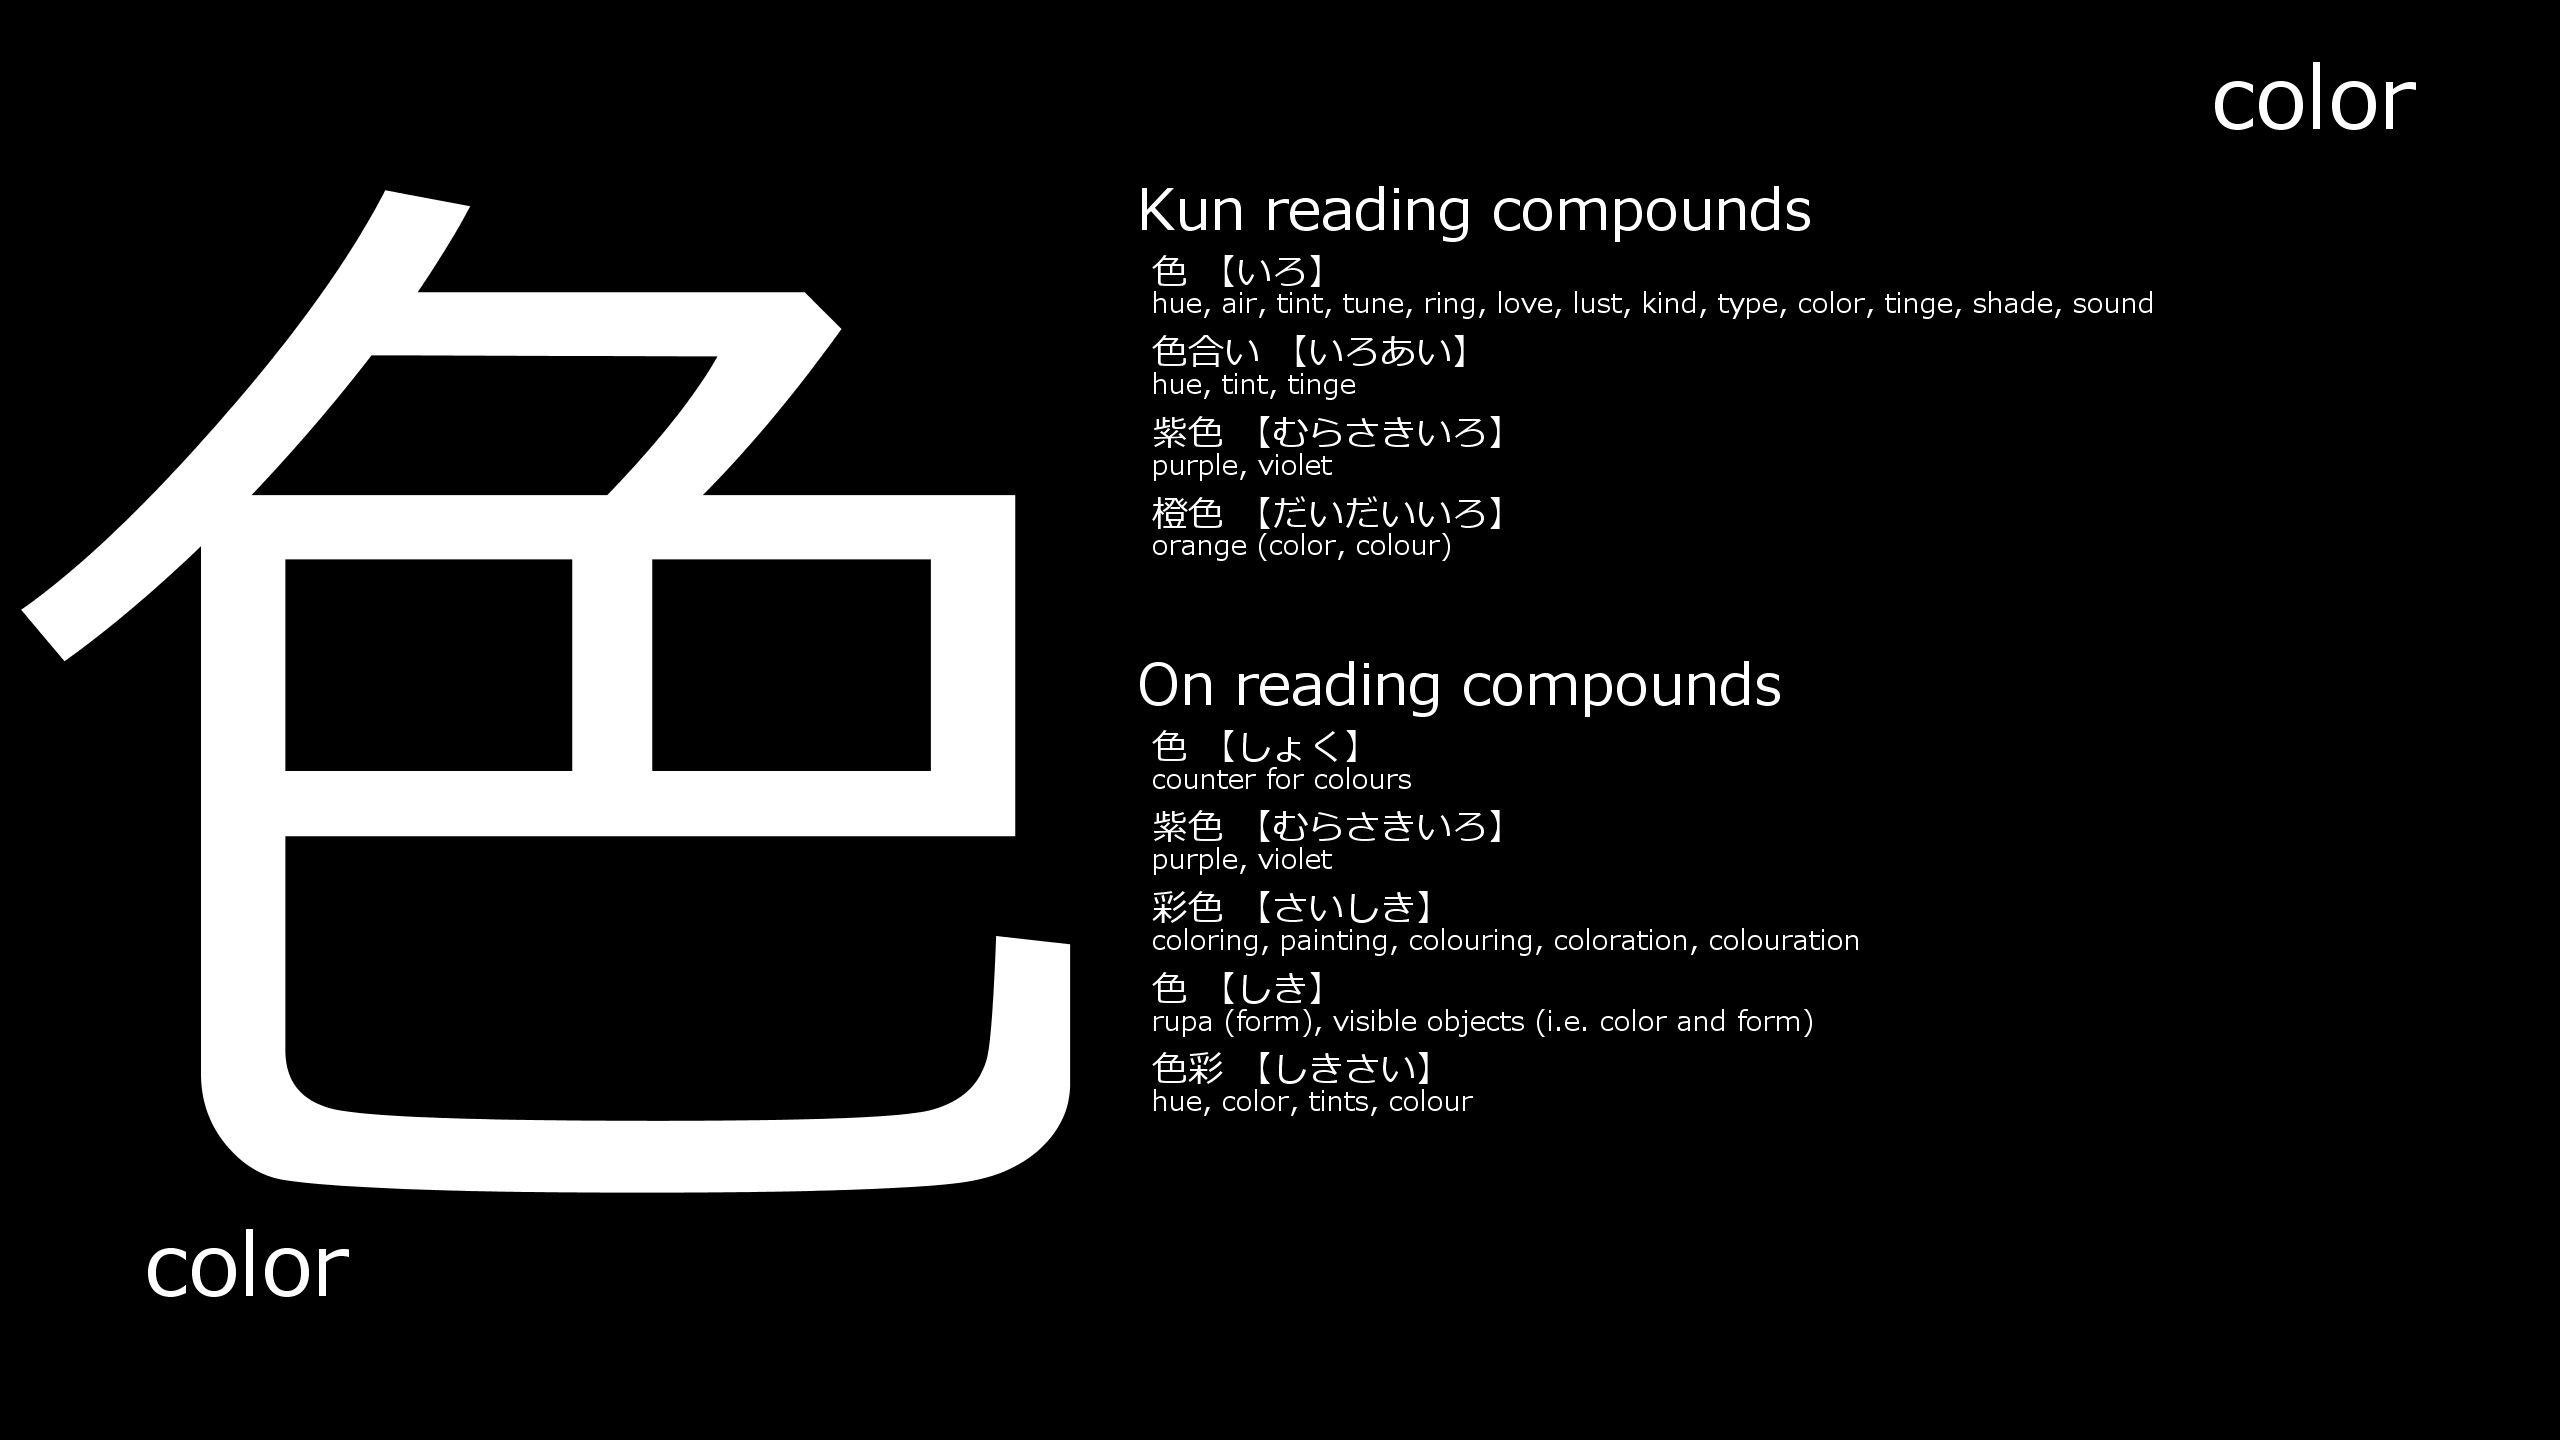 color
色
Kun reading compounds
色 【いろ】
hue, air, tint, tune, ring, love, lust, kind, type, color, tinge, shade, sound
色合い 【いろあい】
hue, tint, tinge
紫色 【むらさきいろ】
purple, violet
橙色 【だいだいいろ】
orange (color, colour)
On reading compounds
色 【しょく】
counter for colours
紫色 【むらさきいろ】
purple, violet
彩色 【さいしき】
coloring, painting, colouring, coloration, colouration
色 【しき】
rupa (form), visible objects (i.e. color and form)
色彩 【しきさい】
hue, color, tints, colour
color